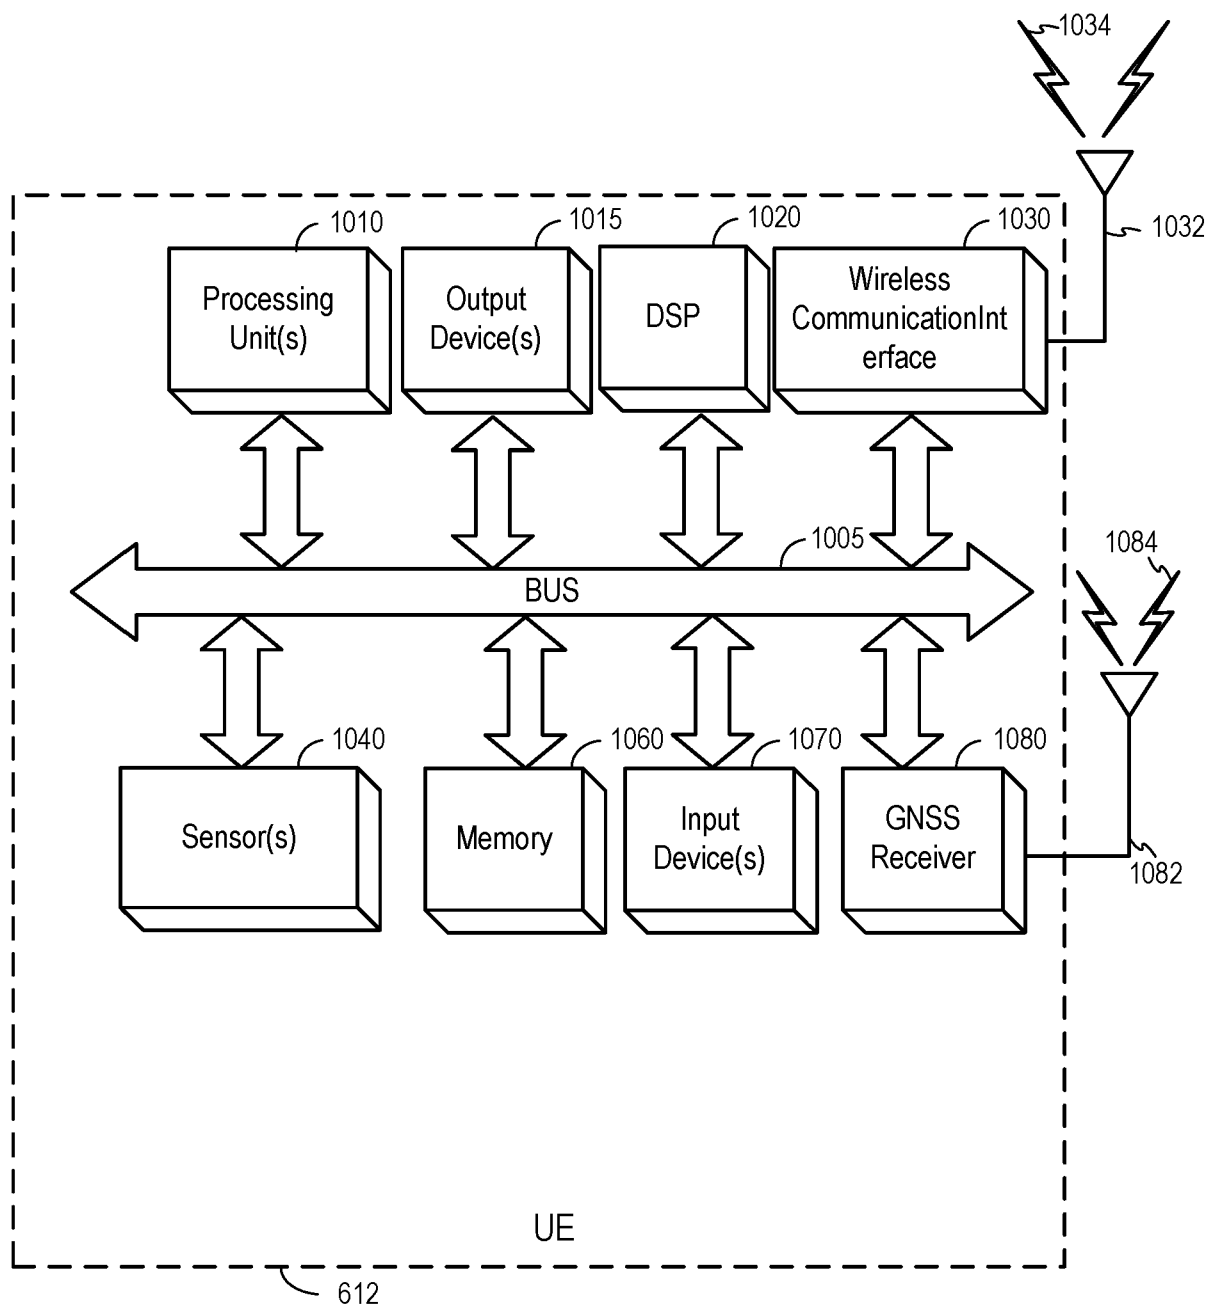 1034
1032
1010
1015
1020
1030
Processing
Unit(s)
Output
Device(s)
DSP
Wireless
CommunicationInt
erface
1005
BUS
1084
1040
1060
1070
1080
Sensor(s)
Memory
Input
Device(s)
GNSS
Receiver
1082
UE
612